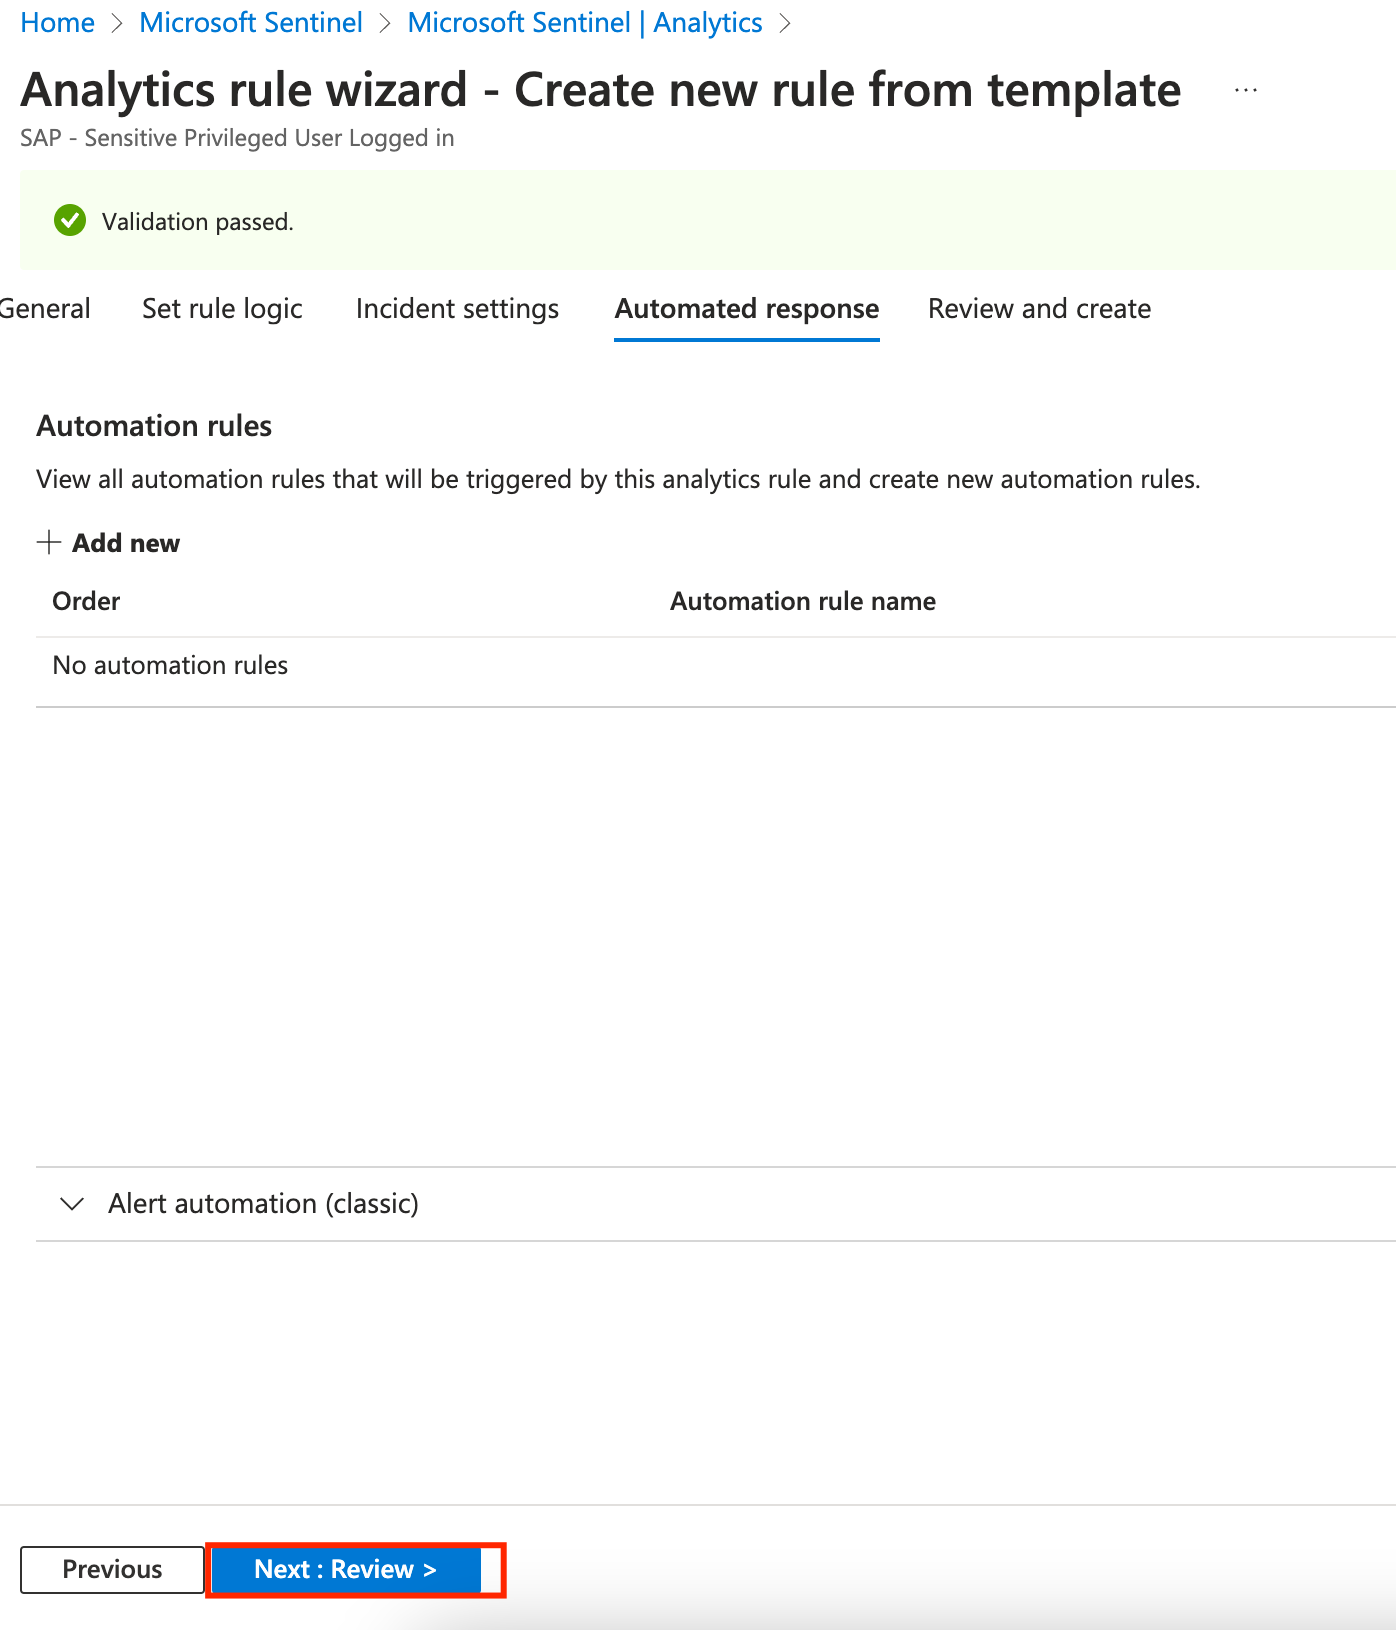 Home > Microsoft Sentinel > Microsoft Sentinel | Analytics >
Analytics rule wizard - Create new rule from template ...
SAP - Sensitive Privileged User Logged in
Validation passed.
General Set rule logic Incident settings Automated response Review and create
Automation rules
View all automation rules that will be triggered by this analytics rule and create new automation rules.
+ Add new
Order Automation rule name
No automation rules
Alert automation (classic)
Previous Next : Review >